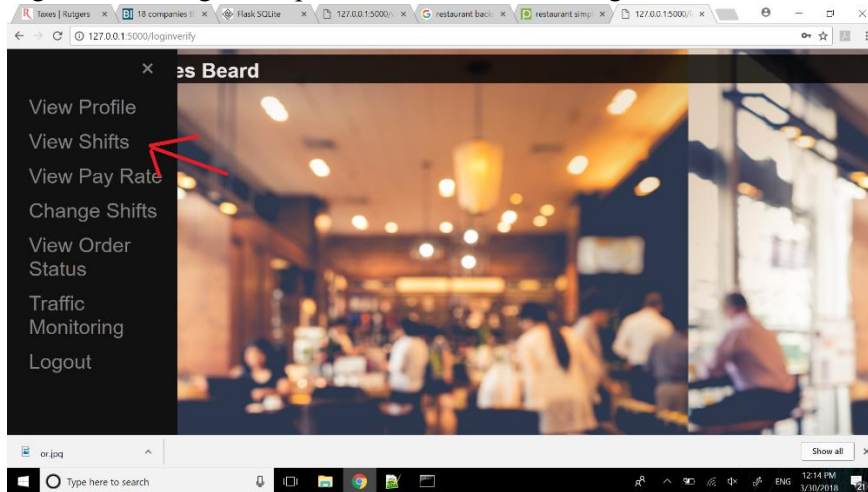 Taxes | Rutgers
18 companies t
Flask SQLite
127.0.0.1:5000/
restaurant back
restaurant simp
127.0.0.1:5000/
127.0.0.1:5000/loginverify
× es Beard
View Profile
View Shifts
View Pay Rate
Change Shifts
View Order
Status
Traffic
Monitoring
Logout
or.jpg
Show all
Type here to search
ENG
12:14 PM
3/30/2018